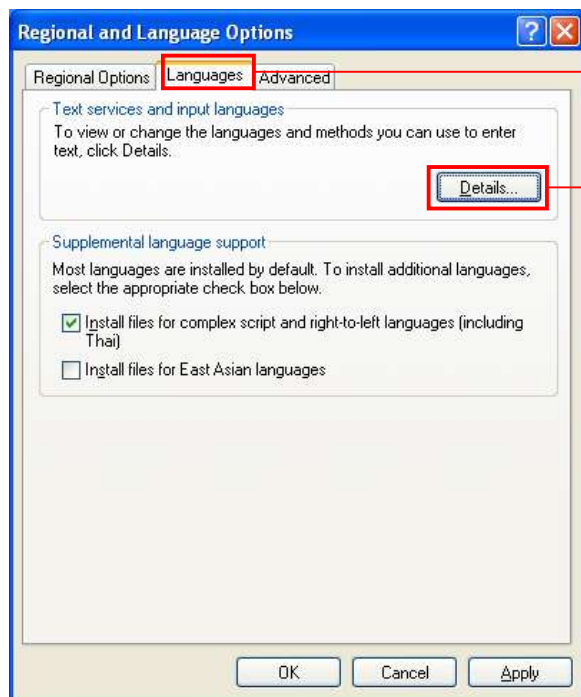 Regional and Language Options
Regional Options Languages Advanced
Text services and input languages
To view or change the languages and methods you can use to enter
text, click Details.
Details...
Supplemental language support
Most languages are installed by default. To install additional languages,
select the appropriate check box below.
Install files for complex script and right-to-left languages (including
Thai)
Install files for East Asian languages
OK Cancel Apply